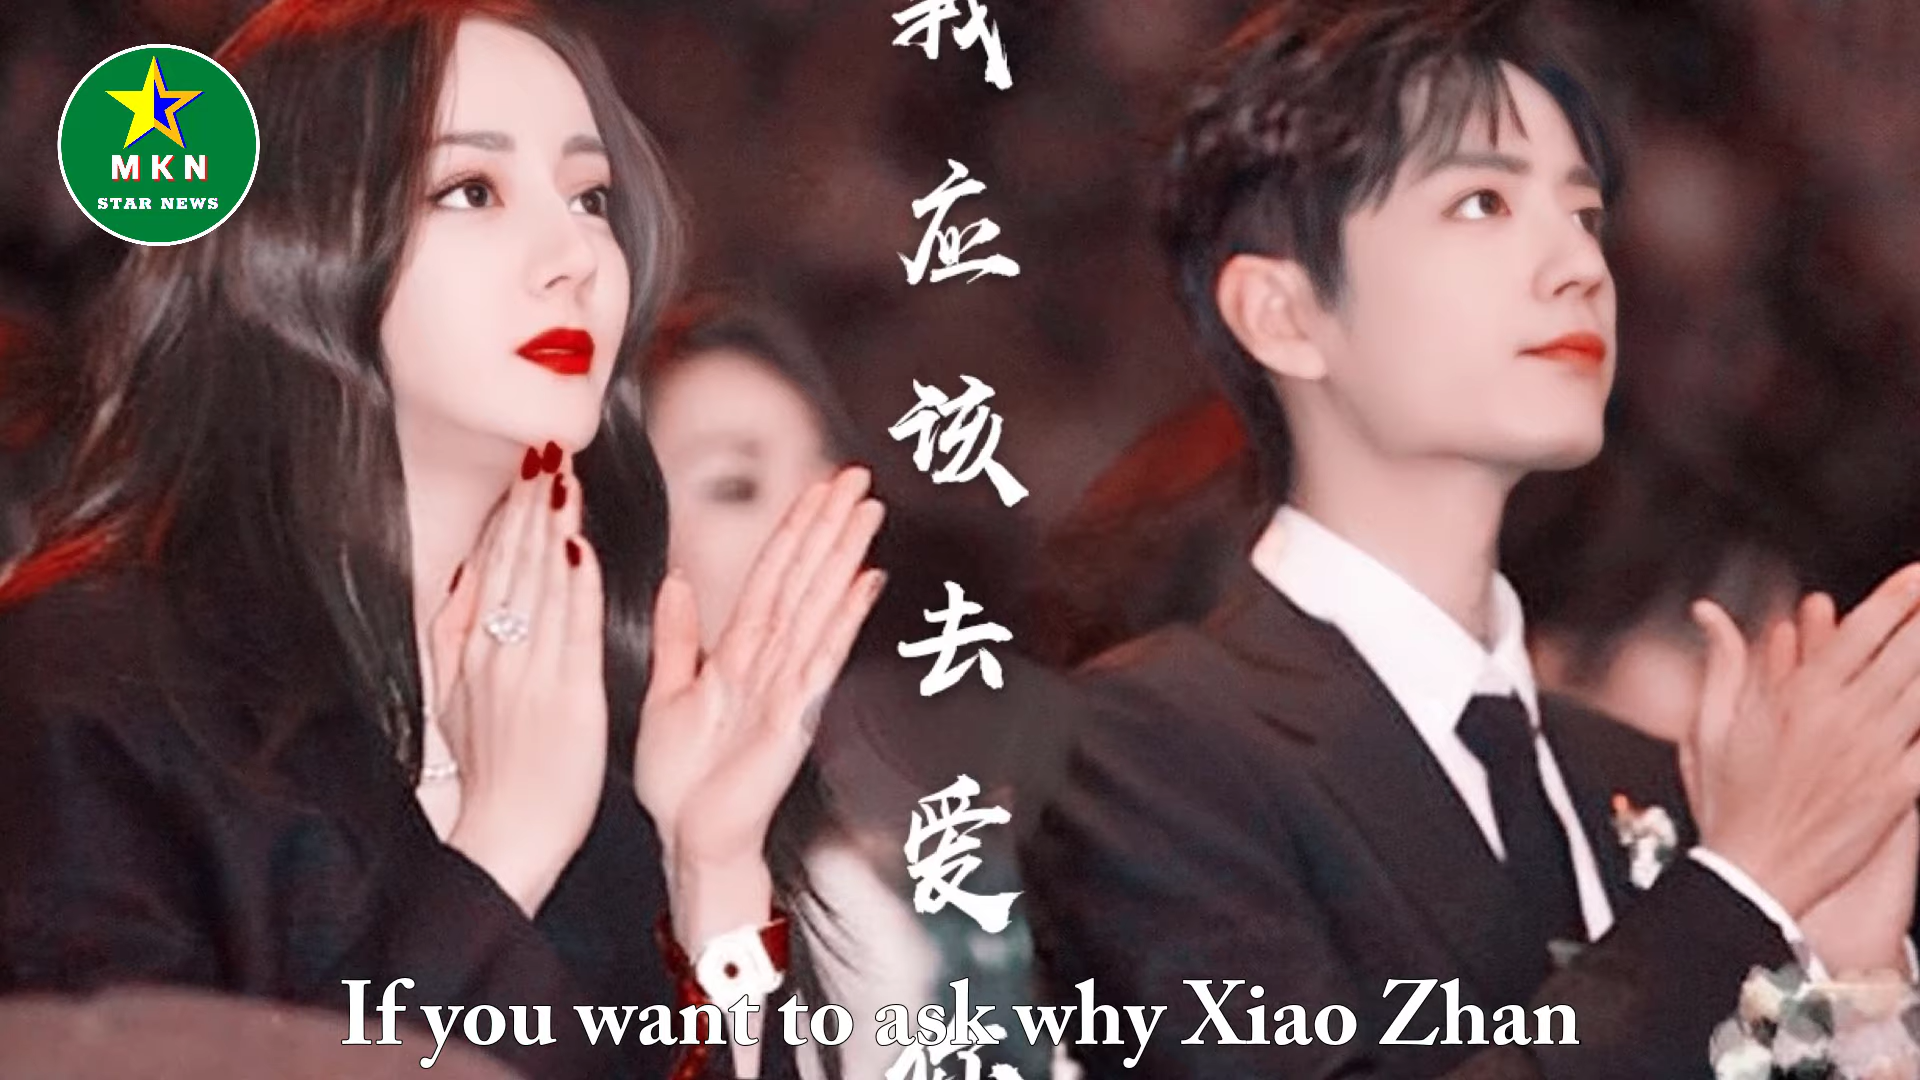 MKN
STAR NEWS
我
应
该
去
爱
If you want to ask why Xiao Zhan